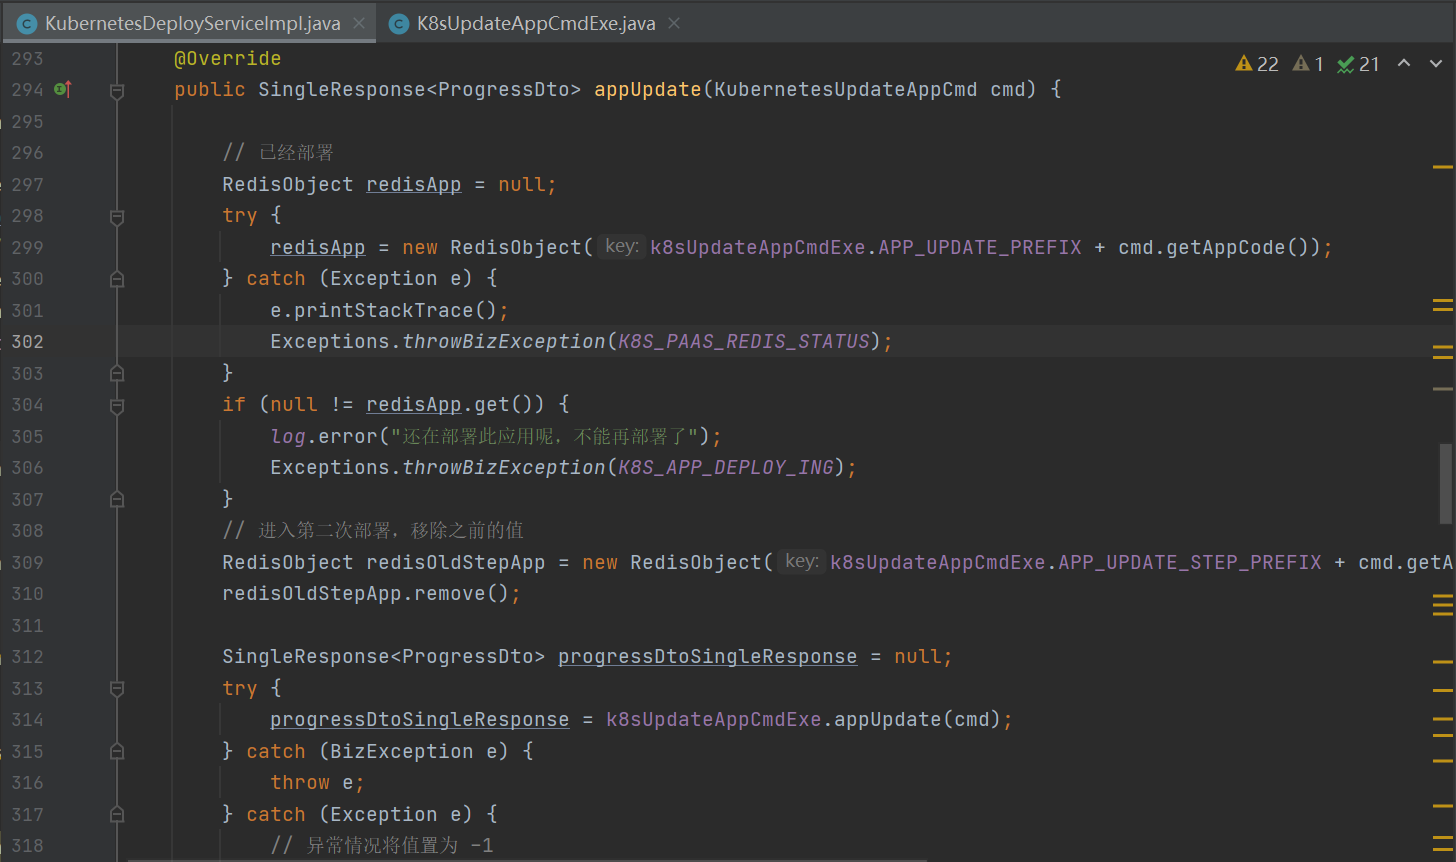 KubernetesDeployServiceImpl.java K8sUpdateAppCmdExe.java
293 @Override 22 1 21
294 public SingleResponse<ProgressDto> appUpdate(KubernetesUpdateAppCmd cmd) {
295
296 // 已经部署
297 RedisObject redisApp = null;
298 try {
299 redisApp = new RedisObject( key: k8sUpdateAppCmdExe.APP_UPDATE_PREFIX + cmd.getAppCode());
300 } catch (Exception e) {
301 e.printStackTrace();
302 Exceptions.throwBizException(K8S_PAAS_REDIS_STATUS);
303 }
304 if (null != redisApp.get()) {
305 log.error("还在部署此应用呢，不能再部署了");
306 Exceptions.throwBizException(K8S_APP_DEPLOY_ING);
307 }
308 // 进入第二次部署，移除之前的值
309 RedisObject redisOldStepApp = new RedisObject( key: k8sUpdateAppCmdExe.APP_UPDATE_STEP_PREFIX + cmd.getA
310 redisOldStepApp.remove();
311
312 SingleResponse<ProgressDto> progressDtoSingleResponse = null;
313 try {
314 progressDtoSingleResponse = k8sUpdateAppCmdExe.appUpdate(cmd);
315 } catch (BizException e) {
316 throw e;
317 } catch (Exception e) {
318 // 异常情况将值置为 -1